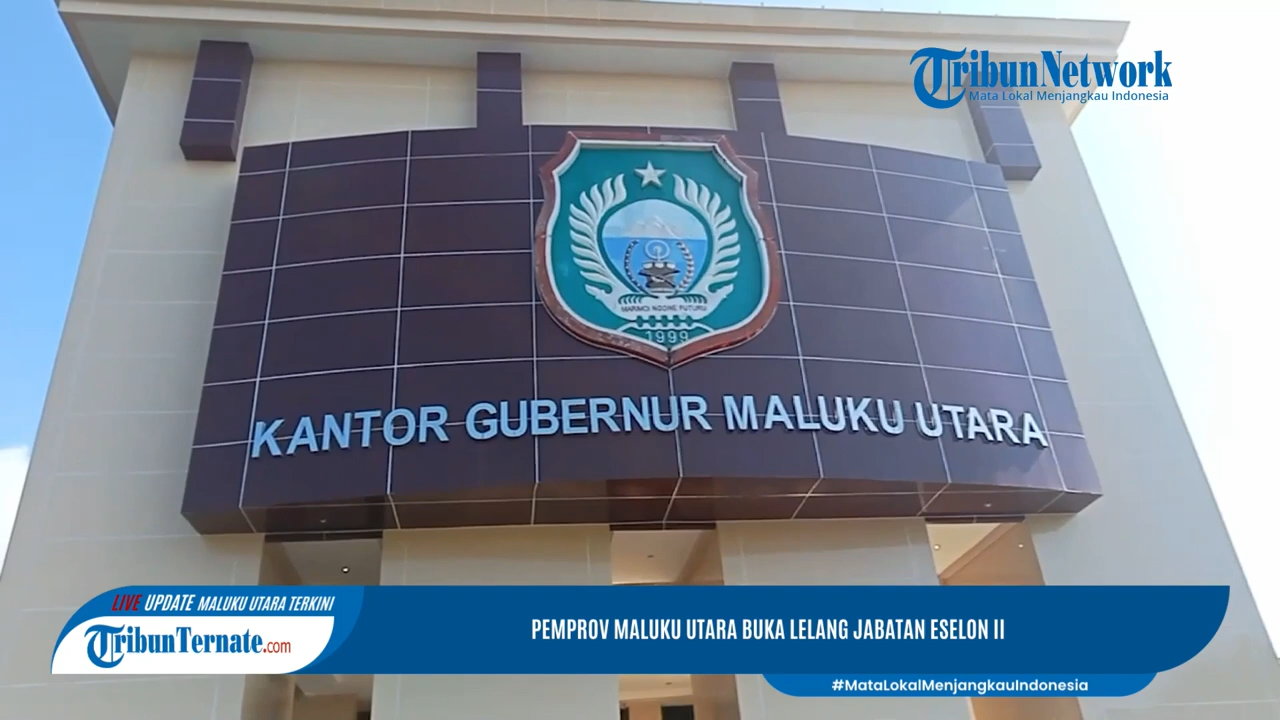 TribunNetwork
Mata Lokal Menjangkau Indonesia
MARIMOI NGONE FUTURU
1999
KANTOR GUBERNUR MALUKU UTARA
LIVE UPDATE MALUKU UTARA TERKINI
TribunTernate.com
PEMPROV MALUKU UTARA BUKA LELANG JABATAN ESELON II
#MataLokalMenjangkauIndonesia